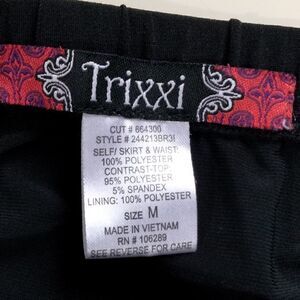 Trixxi
CUT # 664300
STYLE # 244213BR3I
SELF/ SKIRT & WAIST:
100% POLYESTER
CONTRAST-TOP
95% POLYESTER
5% SPANDEX
LINING: 100% POLYESTER
SIZE M
MADE IN VIETNAM
RN # 106289
SEE REVERSE FOR CARE